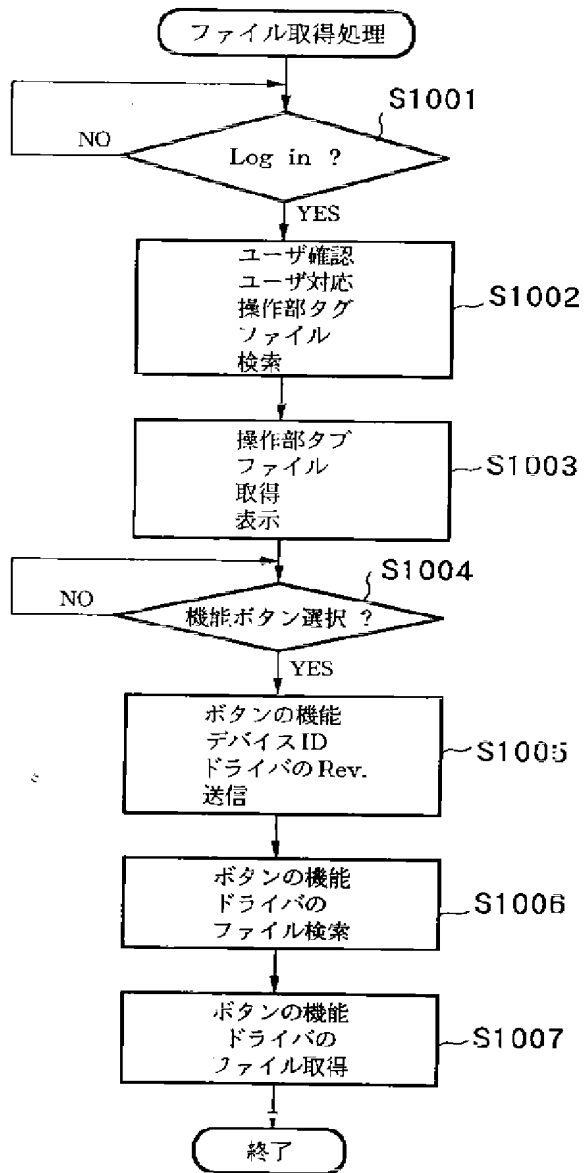 ファイル取得処理
S1001
NO
Log in ?
YES
ユーザ確認
ユーザ対応
操作部タグ
ファイル
検索
S1002
操作部タブ
ファイル
取得
表示
S1003
S1004
NO
機能ボタン選択 ?
YES
ボタンの機能
デバイスID
ドライバのRev.
送信
S1005
ボタンの機能
ドライバの
ファイル検索
S1006
ボタンの機能
ドライバの
ファイル取得
S1007
終了